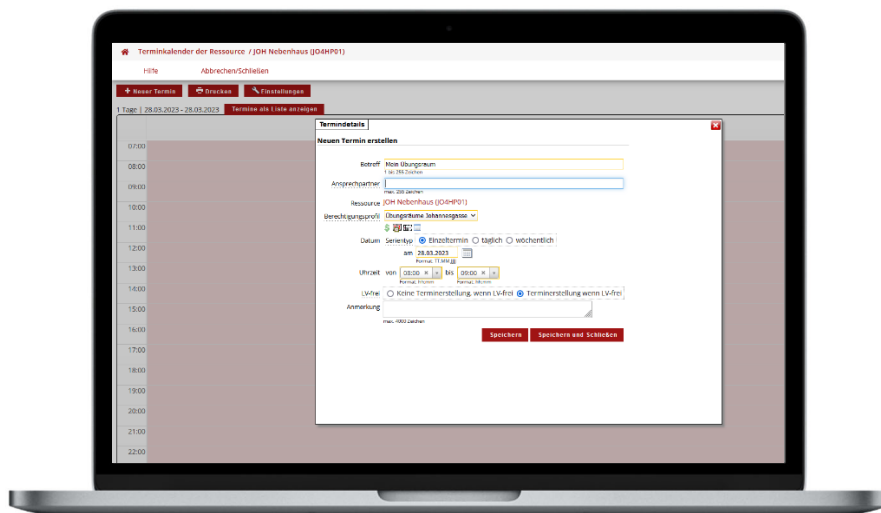 Terminkalender der Ressource / JOH Nebenhaus (JO4HP01)
Hilfe Abbrechen/Schließen
+ Neuer Termin Drucken Einstellungen
1 Tage | 28.03.2023 - 28.03.2023 Termine als Liste anzeigen
Termindetails
Neuen Termin erstellen
Betreff Mein Übungsraum
1 bis 255 Zeichen
Ansprechpartner
max. 255 Zeichen
Ressource JOH Nebenhaus (JO4HP01)
Berechtigungsprofil Übungsräume Johannesgasse
Datum Serientyp Einzeltermin täglich wöchentlich
am 28.03.2023
Uhrzeit von 08:00 bis 09:00
Format: hh:mm Format: hh:mm
LV-frei Keine Terminerstellung, wenn LV-frei Terminerstellung wenn LV-frei
Anmerkung
max. 4000 Zeichen
Speichern Speichern und Schließen
07:00
08:00
09:00
10:00
11:00
12:00
13:00
14:00
15:00
16:00
17:00
18:00
19:00
20:00
21:00
22:00